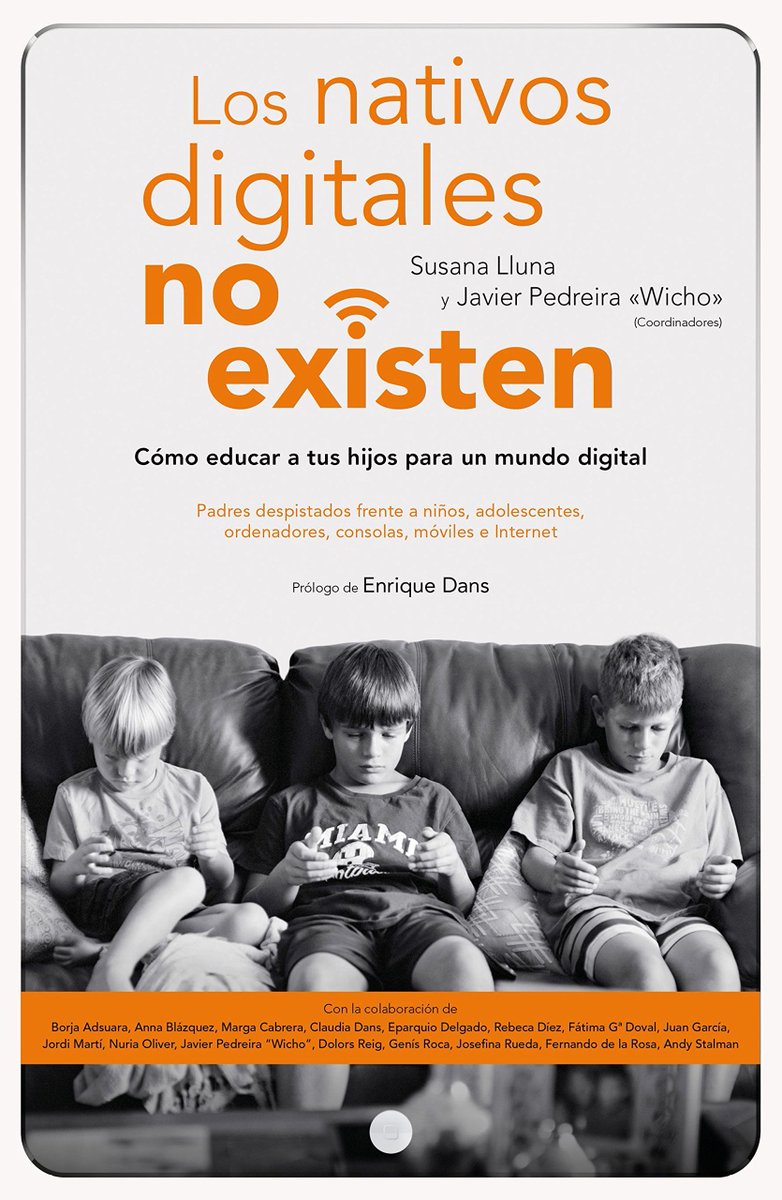 Los nativos
digitales
no
existen
Susana Lluna
y Javier Pedreira «Wicho»
(Coordinadores)
Cómo educar a tus hijos para un mundo digital
Padres despistados frente a niños, adolescentes,
ordenadores, consolas, móviles e Internet
Prólogo de Enrique Dans
MIAMI
Con la colaboración de
Borja Adsuara, Anna Blázquez, Marga Cabrera, Claudia Dans, Eparquio Delgado, Rebeca Díez, Fátima Gª Doval, Juan García,
Jordi Martí, Nuria Oliver, Javier Pedreira “Wicho”, Dolors Reig, Genís Roca, Josefina Rueda, Fernando de la Rosa, Andy Stalman